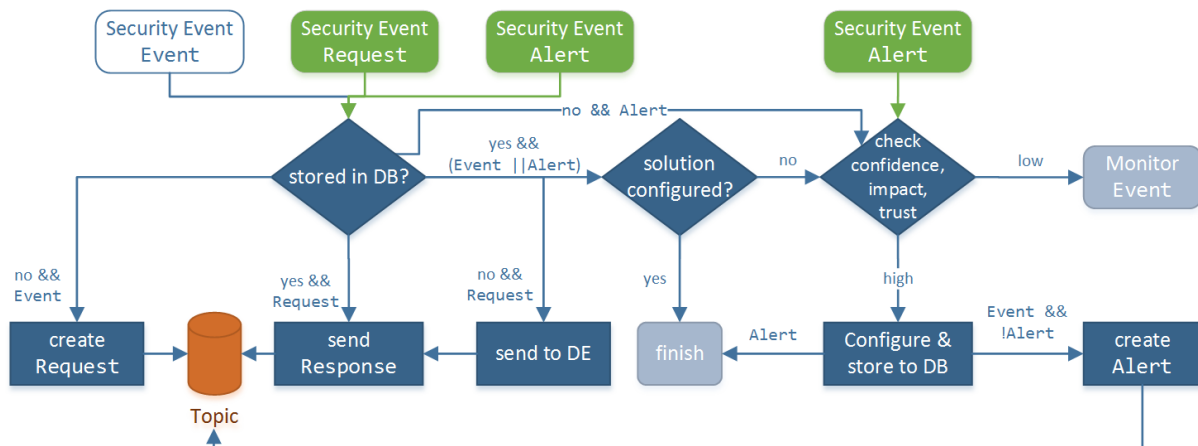 Security Event
Event
Security Event
Request
Security Event
Alert
Security Event
Alert
no && Alert
stored in DB?
yes &&
(Event ||Alert)
solution
configured?
no
check
confidence,
impact,
trust
low
Monitor
Event
no &&
Event
yes &&
Request
no &&
Request
yes
high
Event &&
!Alert
create
Request
send
Response
send to DE
finish
Alert
Configure &
store to DB
create
Alert
Topic